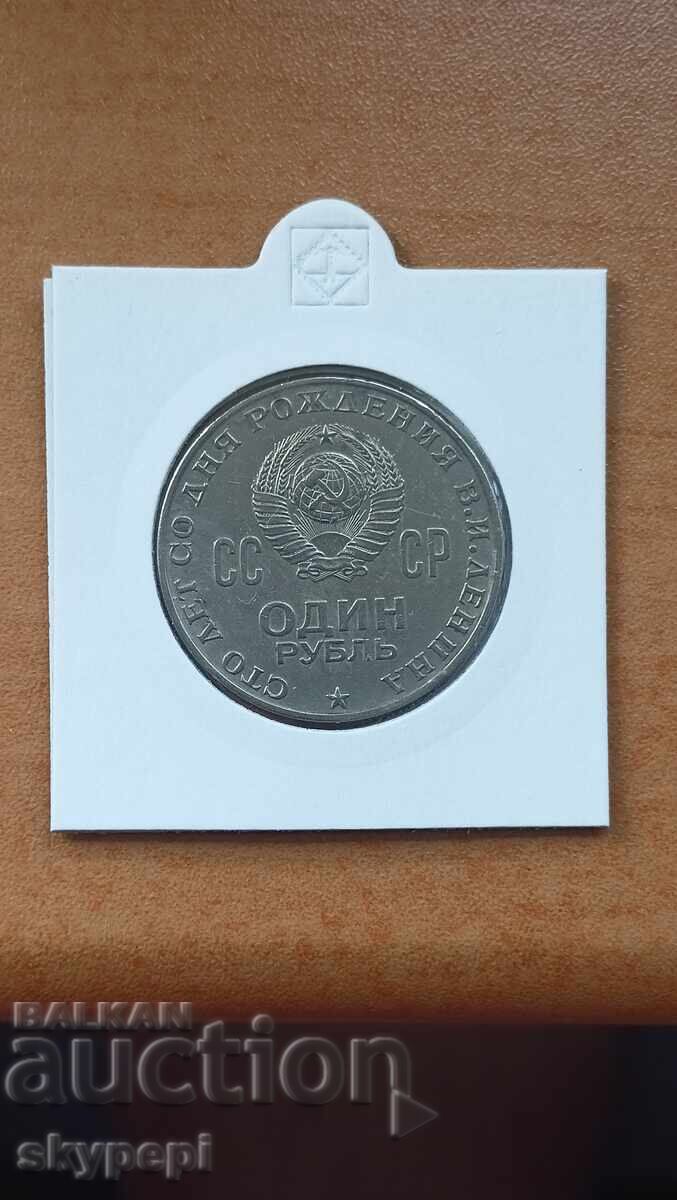 СТО ЛЕТ СО ДНЯ РОЖДЕНИЯ В.И.ЛЕНИНА
СС СР
ОДИН
РУБЛЬ
BALKAN
auction
skypepi